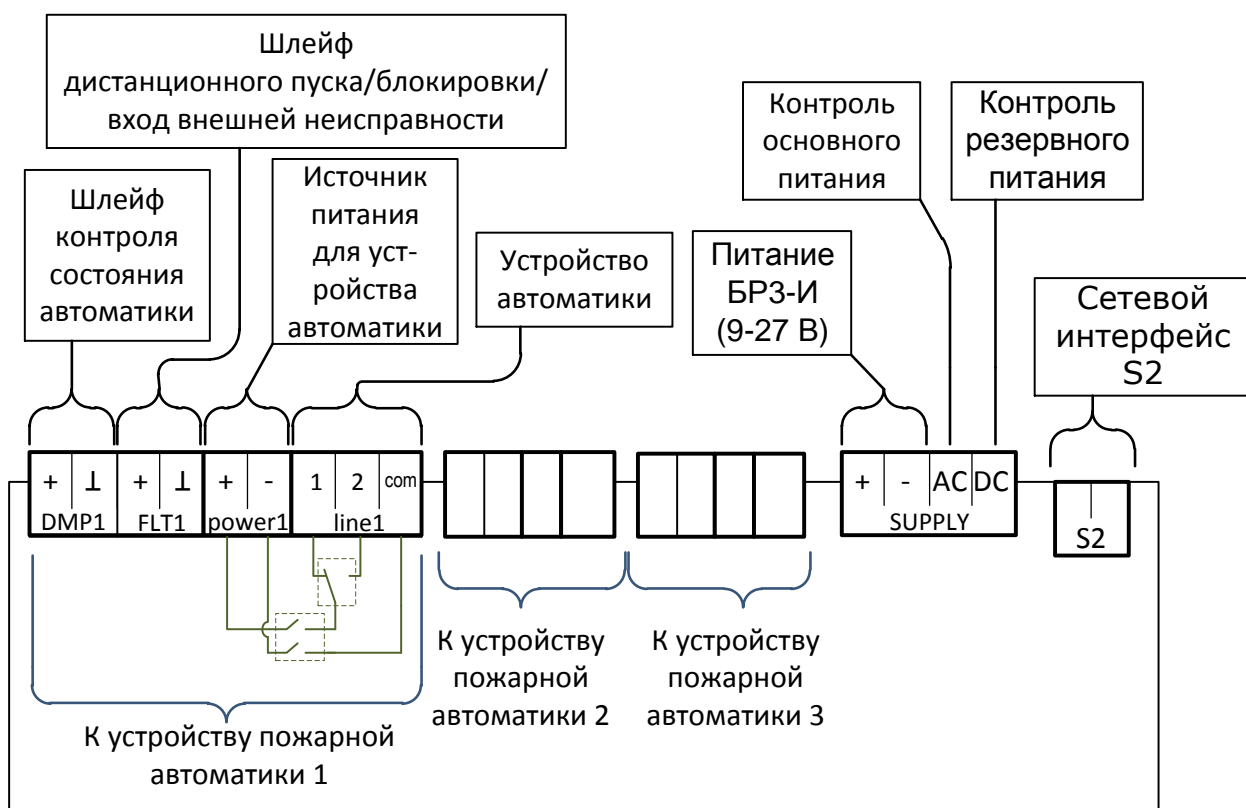 Шлейф
дистанционного пуска/блокировки/
вход внешней неисправности
Контроль
основного
питания
Контроль
резервного
питания
Шлейф
контроля
состояния
автоматики
Источник
питания
для уст-
ройства
автоматики
Устройство
автоматики
Питание
БР3-И
(9-27 В)
Сетевой
интерфейс
S2
+ ⊥ + ⊥ + - 1 2 com
DMP1 FLT1 power1 line1
+ - AC DC
SUPPLY
S2
К устройству пожарной
автоматики 1
К устройству
пожарной
автоматики 2
К устройству
пожарной
автоматики 3